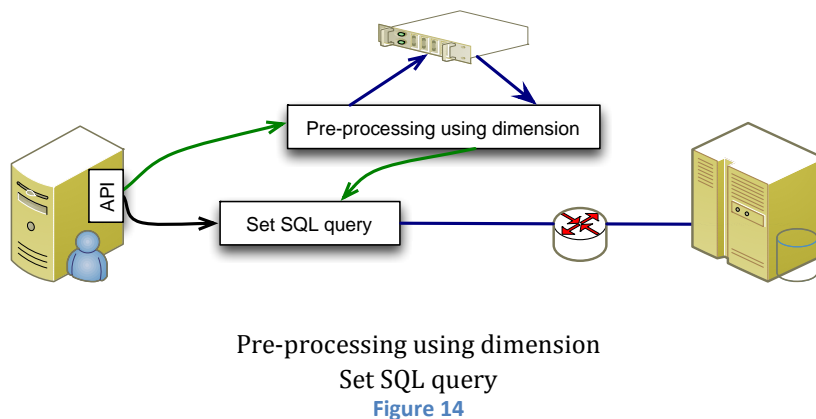 Pre-processing using dimension
API
Set SQL query
Pre-processing using dimension
Set SQL query
Figure 14